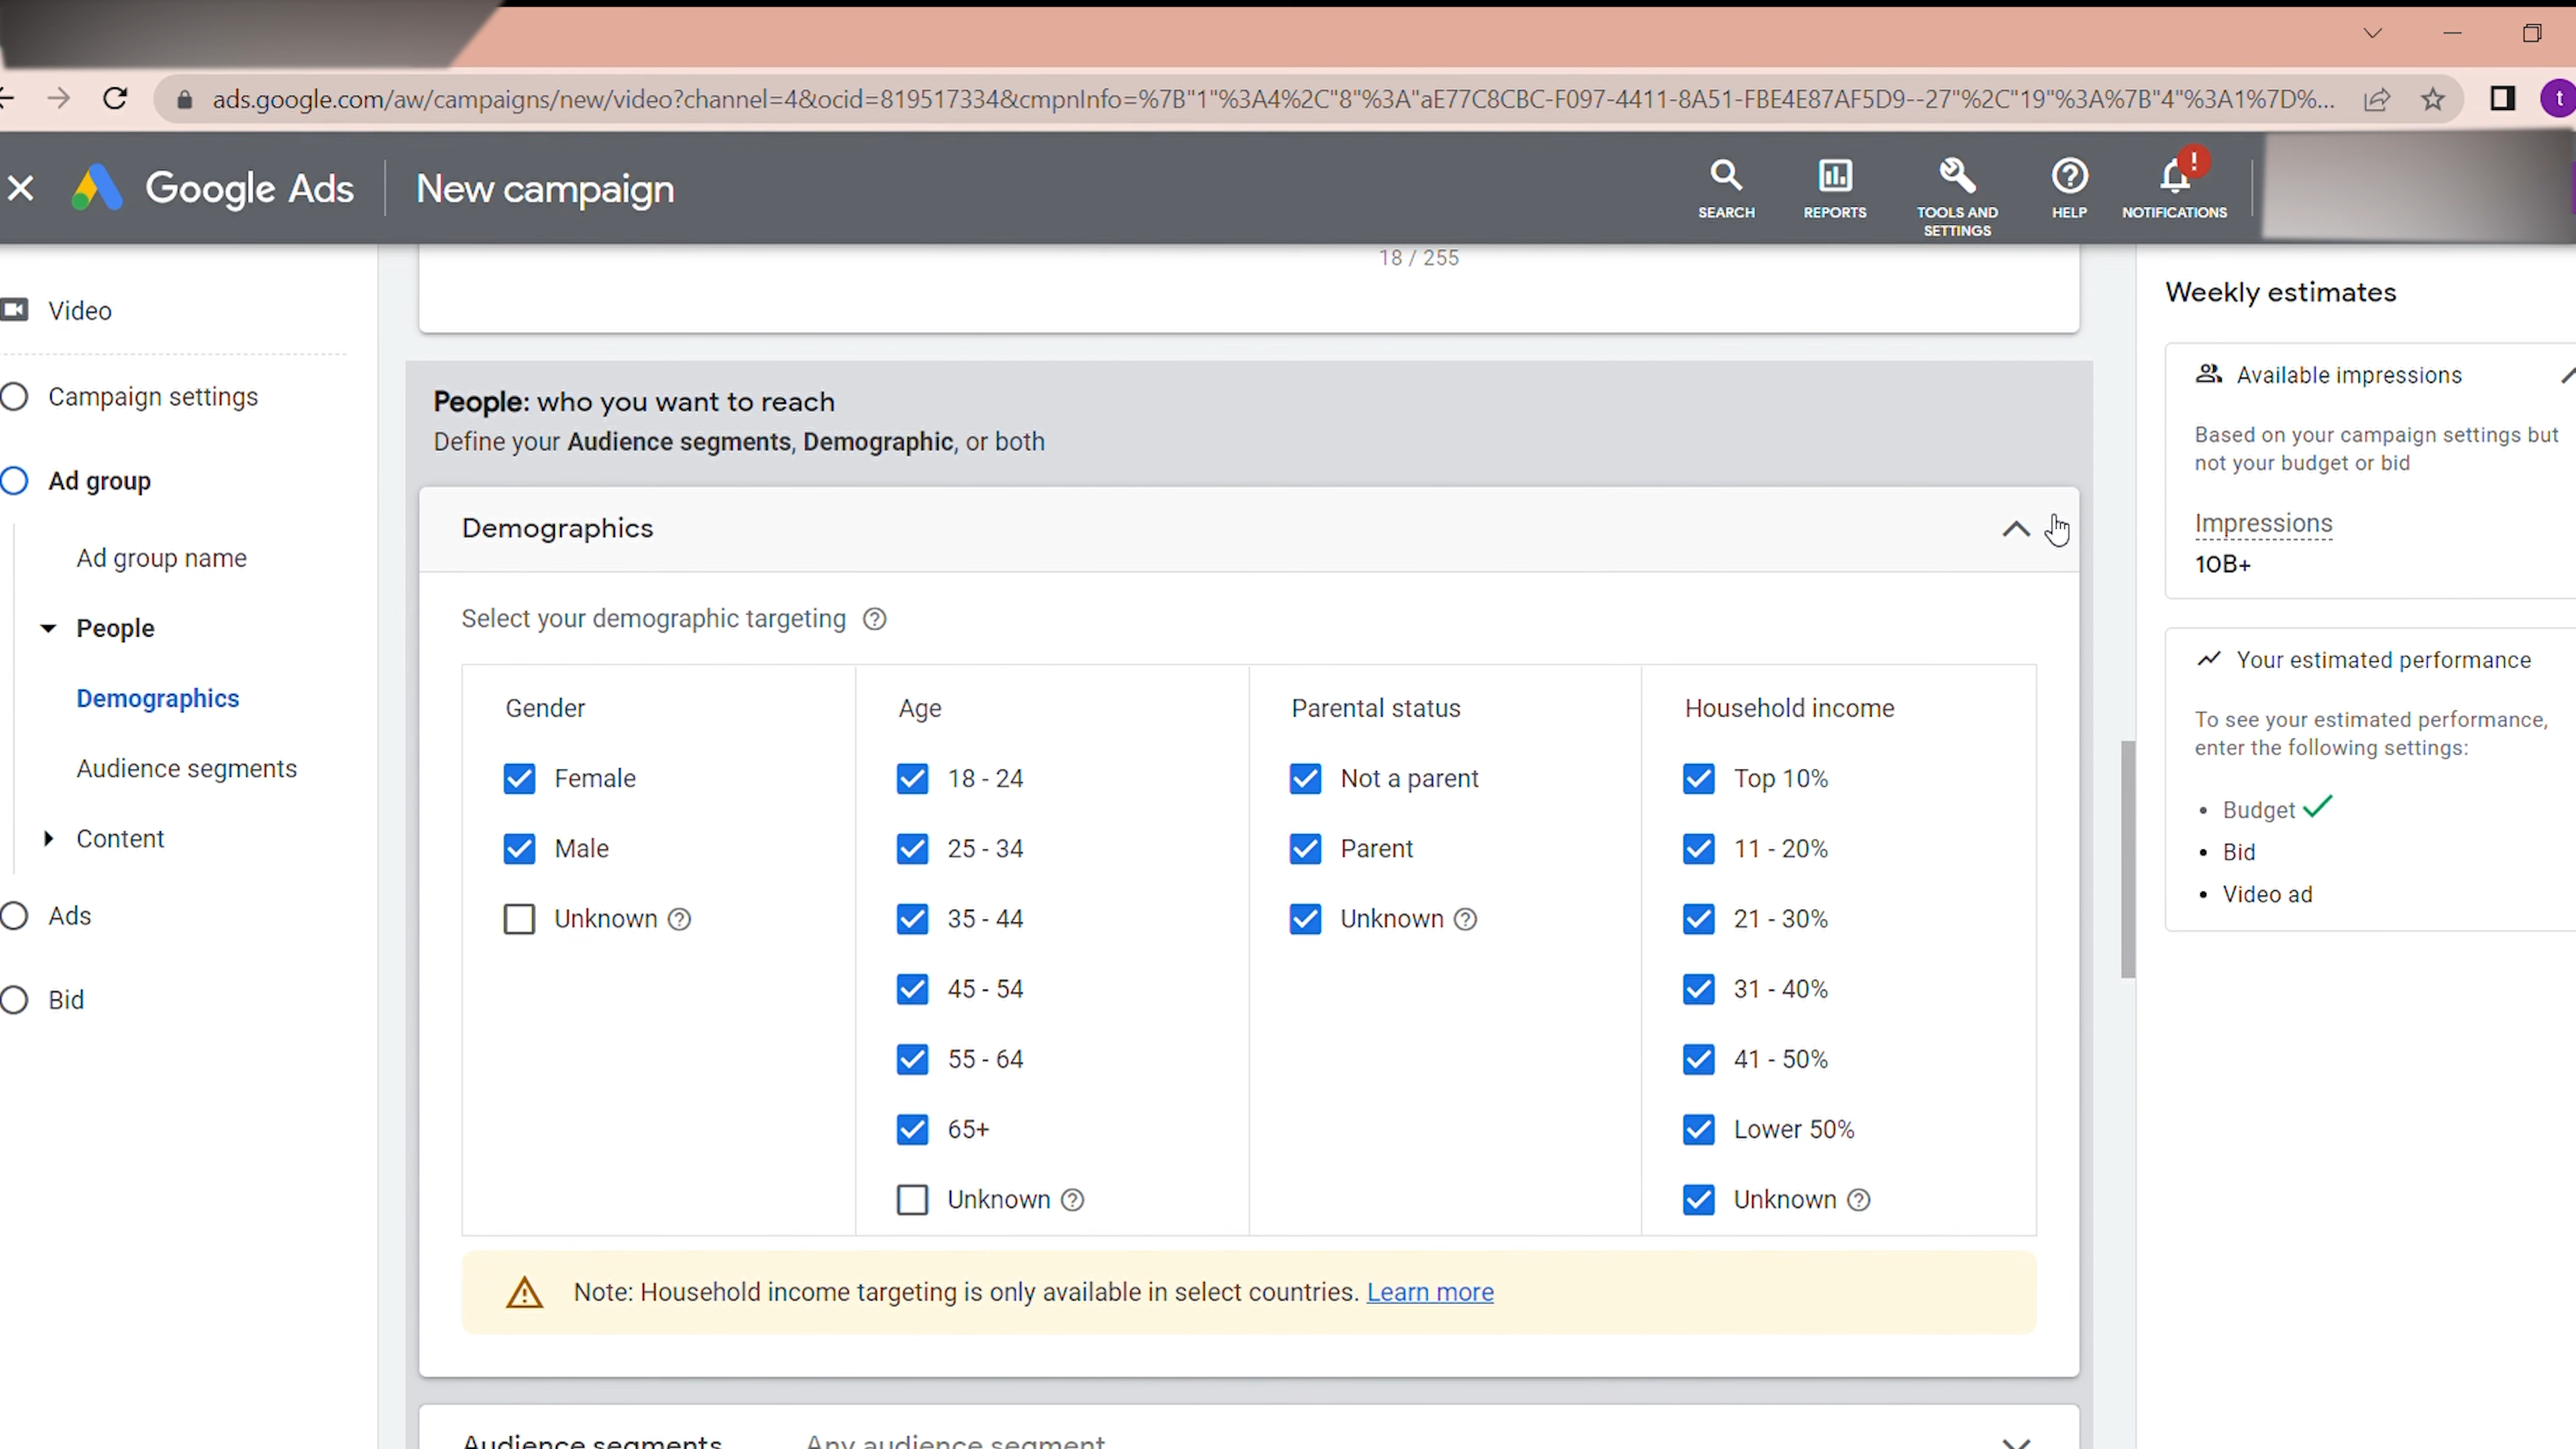 ads.google.com/aw/campaigns/new/video?channel=4&ocid=819517334&cmpnInfo=%7B"1"%3A4%2C"8"%3A"aE77C8CBC-F097-4411-8A51-FBE4E87AF5D9--27"%2C"19"%3A%7B"4"%3A1%7D%...
t
Google Ads
New campaign
SEARCH
REPORTS
TOOLS AND
SETTINGS
HELP
!
NOTIFICATIONS
Video
Campaign settings
Ad group
Ad group name
People
Demographics
Audience segments
Content
Ads
Bid
18 / 255
People: who you want to reach
Define your Audience segments, Demographic, or both
Demographics
Select your demographic targeting
Gender
Female
Male
Unknown
Age
18 - 24
25 - 34
35 - 44
45 - 54
55 - 64
65+
Unknown
Parental status
Not a parent
Parent
Unknown
Household income
Top 10%
11 - 20%
21 - 30%
31 - 40%
41 - 50%
Lower 50%
Unknown
Note: Household income targeting is only available in select countries. Learn more
Audience segments
Any audience segment
Weekly estimates
Available impressions
Based on your campaign settings but
not your budget or bid
Impressions
10B+
Your estimated performance
To see your estimated performance,
enter the following settings:
• Budget
• Bid
• Video ad